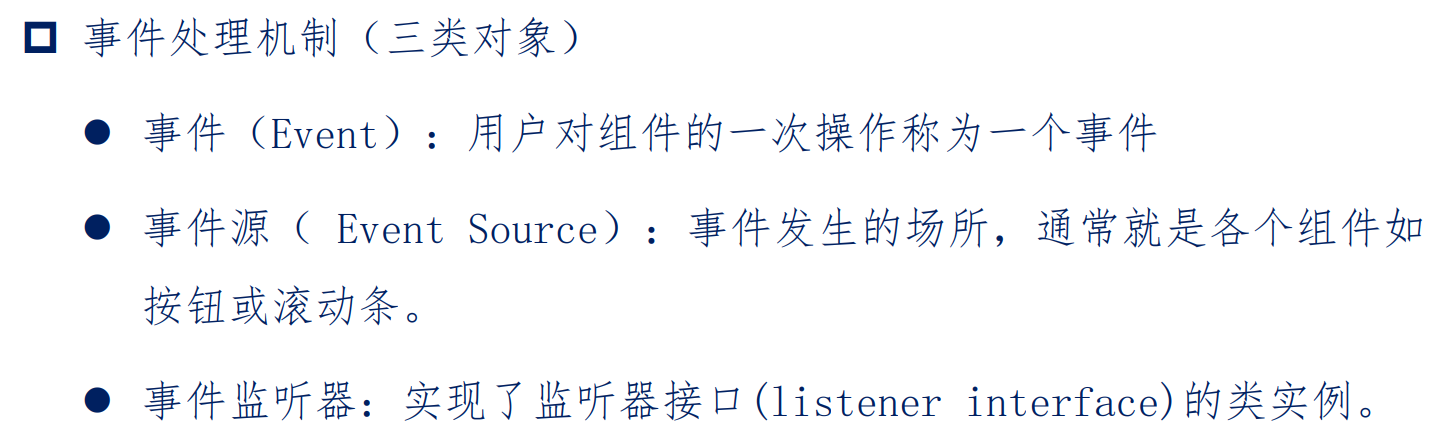 事件处理机制（三类对象）
事件（Event）：用户对组件的一次操作称为一个事件
事件源（ Event Source）：事件发生的场所，通常就是各个组件如
按钮或滚动条。
事件监听器：实现了监听器接口(listener interface)的类实例。